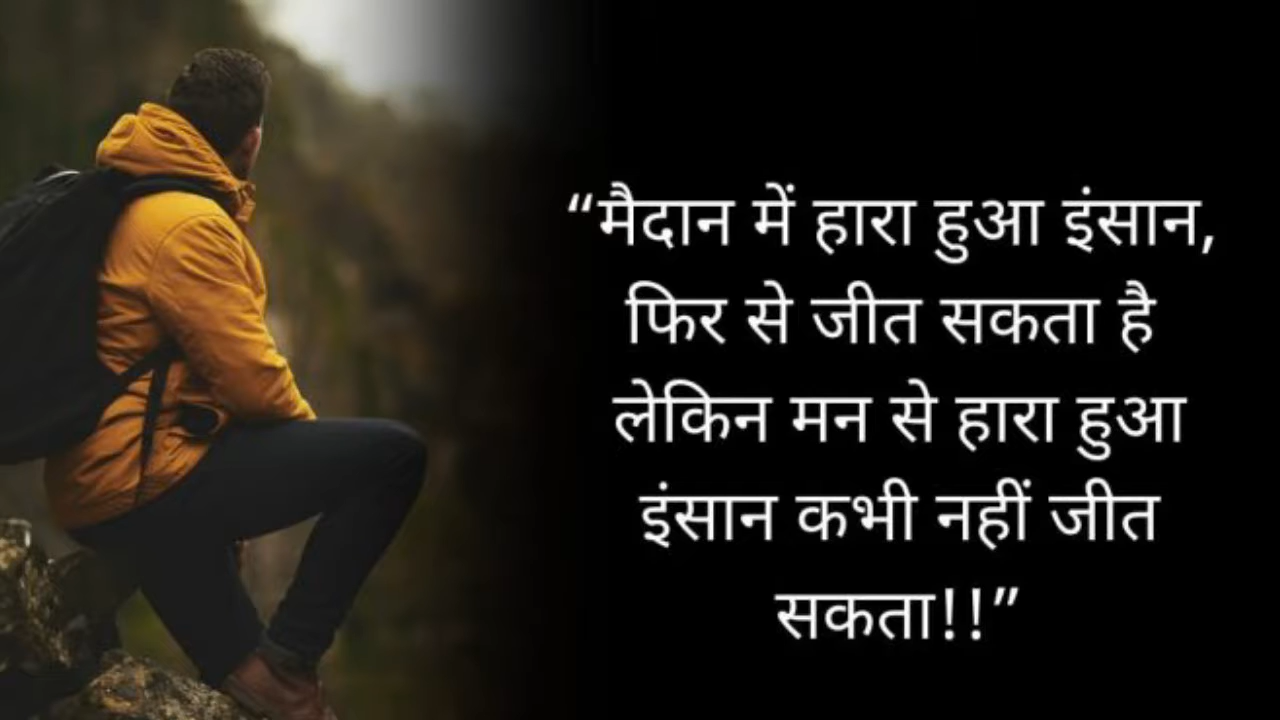 “मैदान में हारा हुआ इंसान,
फिर से जीत सकता है
लेकिन मन से हारा हुआ
इंसान कभी नहीं जीत
सकता!!”